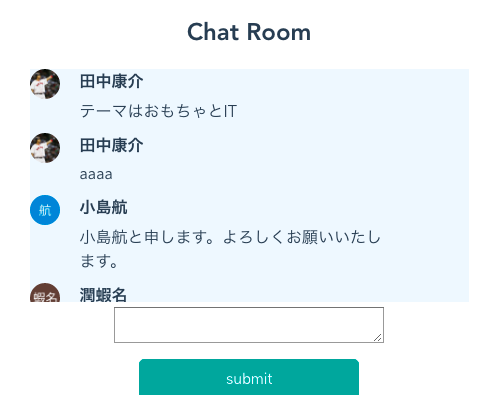 Chat Room
田中康介
テーマはおもちゃとIT
田中康介
aaaa
航
小島航
小島航と申します。よろしくお願いいたし
ます。
蝦名
潤蝦名
submit